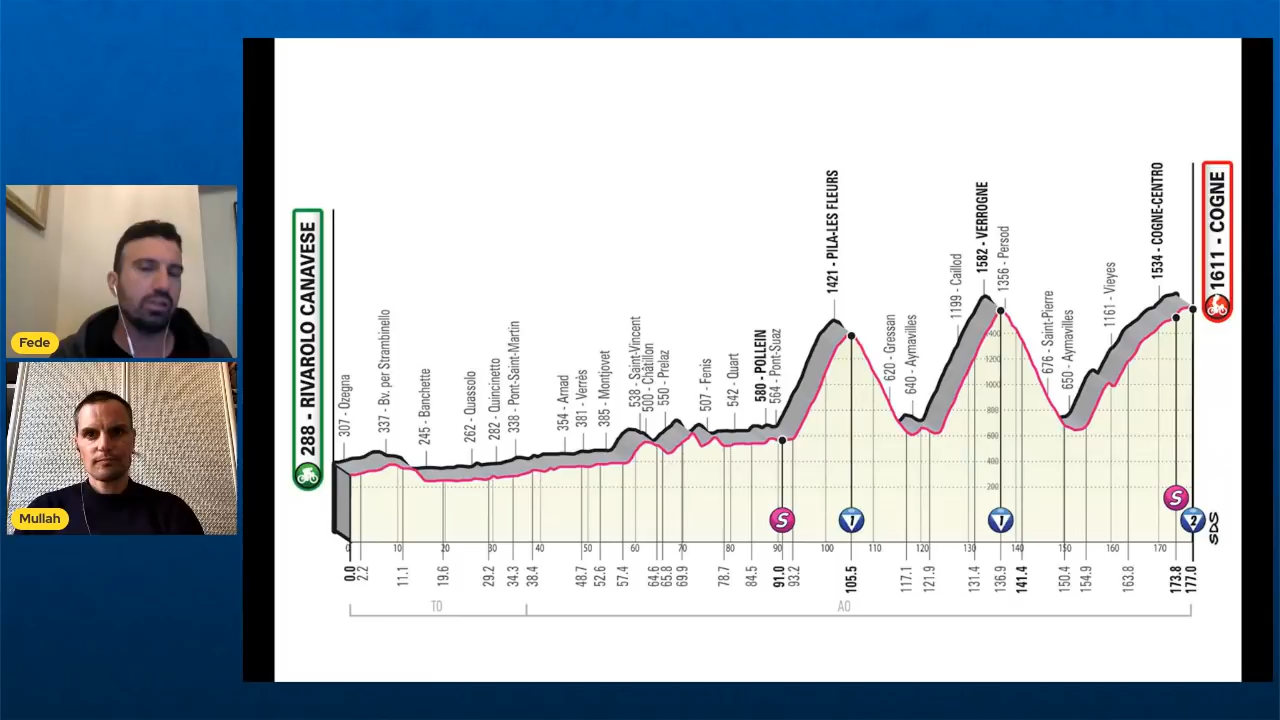 Fede
Mullah
288 - RIVAROLO CANAVESE
307 - Ozegna
337 - Bv. per Strambinello
245 - Banchette
262 - Quassolo
282 - Quincinetto
338 - Pont-Saint-Martin
354 - Arnad
381 - Verrès
385 - Montjovet
538 - Saint-Vincent
500 - Châtillon
550 - Prelaz
507 - Fenis
542 - Quart
580 - POLLEIN
564 - Pont-Suaz
1421 - PILA-LES FLEURS
620 - Gressan
640 - Aymavilles
1199 - Caillod
1582 - VERROGNE
1356 - Persod
676 - Saint-Pierre
650 - Aymavilles
1161 - Vieyes
1534 - COGNE-CENTRO
1611 - COGNE
400
1200
1000
800
600
400
200
S
1
1
S
2
SDS
0 10 20 30 40 50 60 70 80 90 100 110 120 130 140 150 160 170
0.0 2.2 11.1 19.6 29.2 34.3 38.4 48.7 52.6 57.4 64.6 65.8 69.9 78.7 84.5 91.0 93.2 105.5 117.1 121.9 131.4 136.9 141.4 150.4 154.9 163.8 173.8 177.0
TO
AO